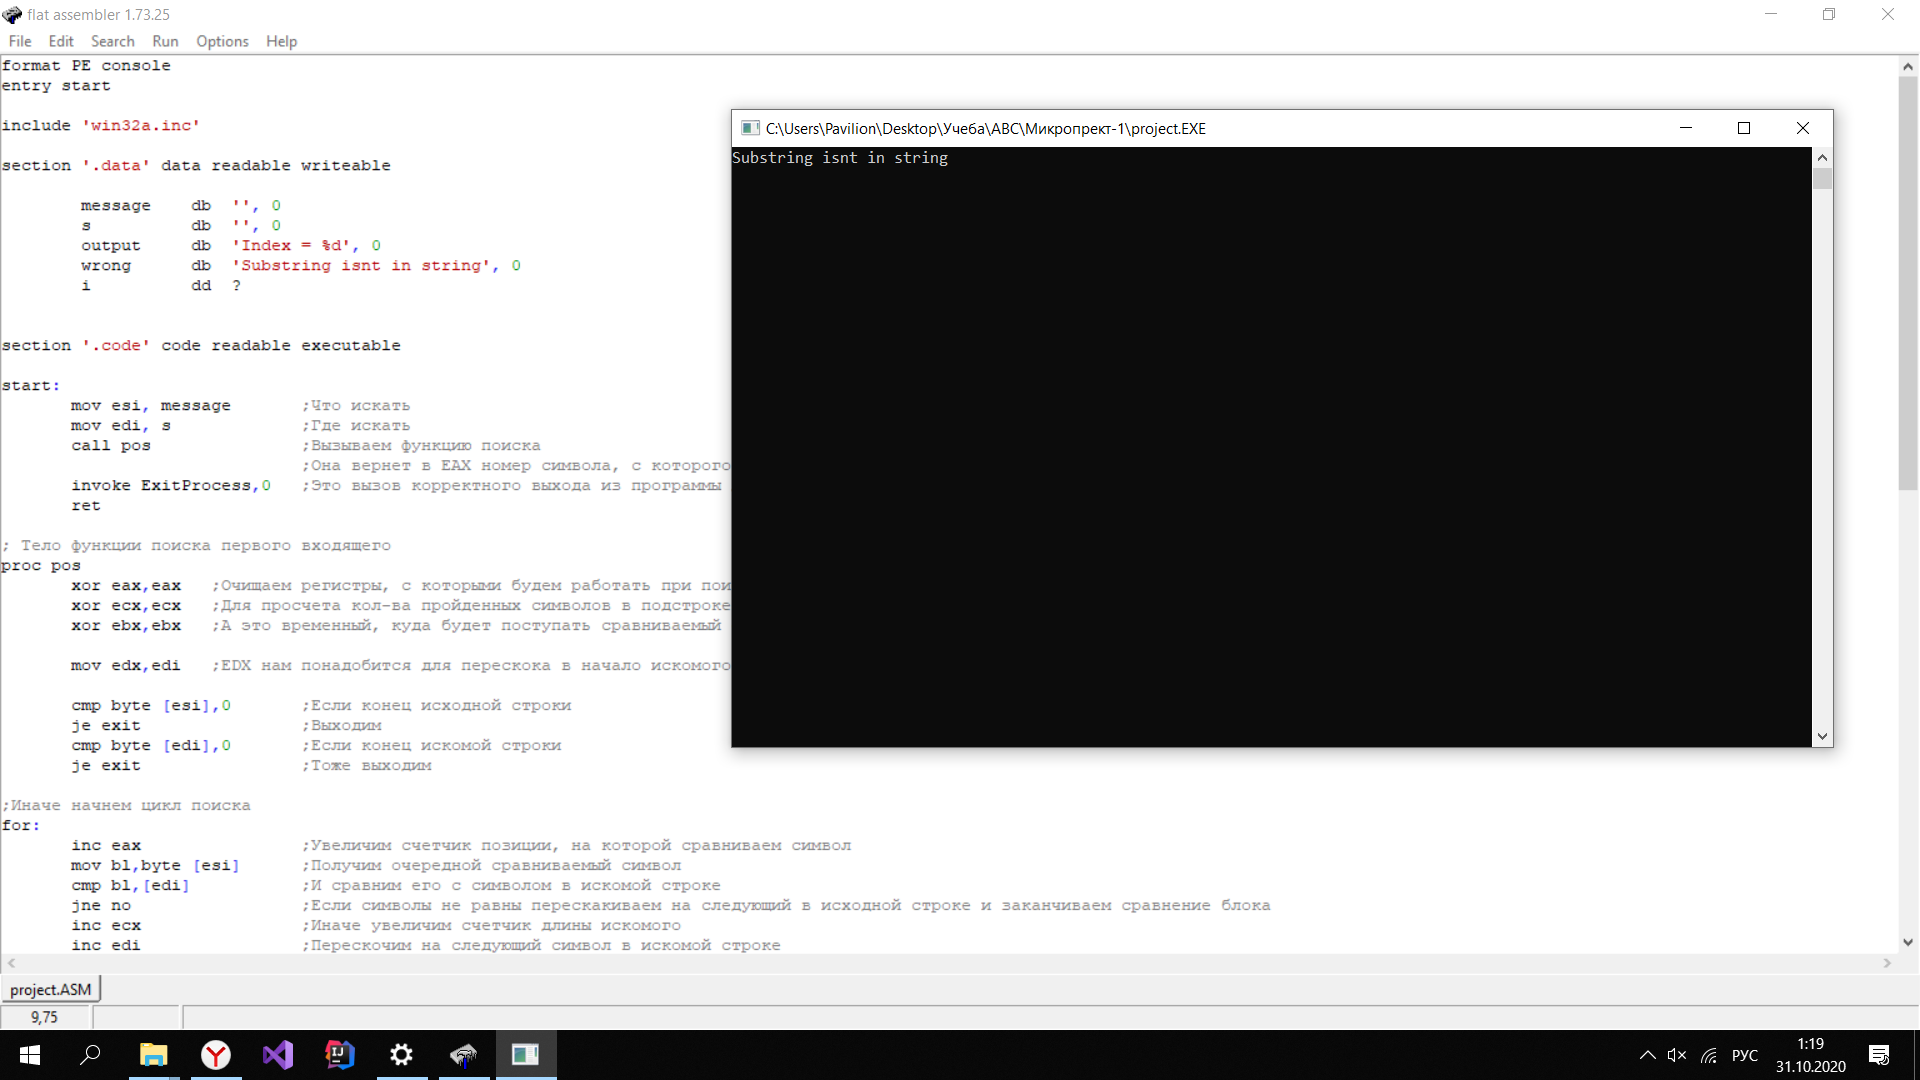 flat assembler 1.73.25
File Edit Search Run Options Help
format PE console
entry start
include 'win32a.inc'
section '.data' data readable writeable
message db '', 0
s db '', 0
output db 'Index = %d', 0
wrong db 'Substring isnt in string', 0
i dd ?
section '.code' code readable executable
start:
mov esi, message ;Что искать
mov edi, s ;Где искать
call pos ;Вызываем функцию поиска
;Она вернет в EAX номер символа, с которого
invoke ExitProcess,0 ;Это вызов корректного выхода из программы
ret
; Тело функции поиска первого входящего
proc pos
xor eax,eax ;Очищаем регистры, с которыми будем работать при пои
xor ecx,ecx ;Для просчета кол-ва пройденных символов в подстроке
xor ebx,ebx ;А это временный, куда будет поступать сравниваемый
mov edx,edi ;EDX нам понадобится для перескока в начало искомого
cmp byte [esi],0 ;Если конец исходной строки
je exit ;Выходим
cmp byte [edi],0 ;Если конец искомой строки
je exit ;Тоже выходим
;Иначе начнем цикл поиска
for:
inc eax ;Увеличим счетчик позиции, на которой сравниваем символ
mov bl,byte [esi] ;Получим очередной сравниваемый символ
cmp bl,[edi] ;И сравним его с символом в искомой строке
jne no ;Если символы не равны перескакиваем на следующий в исходной строке и заканчиваем сравнение блока
inc ecx ;Иначе увеличим счетчик длины искомого
inc edi ;Перескочим на следующий символ в искомой строке
project.ASM
9,75
C:\Users\Pavilion\Desktop\Учеба\ABC\Микропрект-1\project.EXE
Substring isnt in string
РУС
1:19
31.10.2020